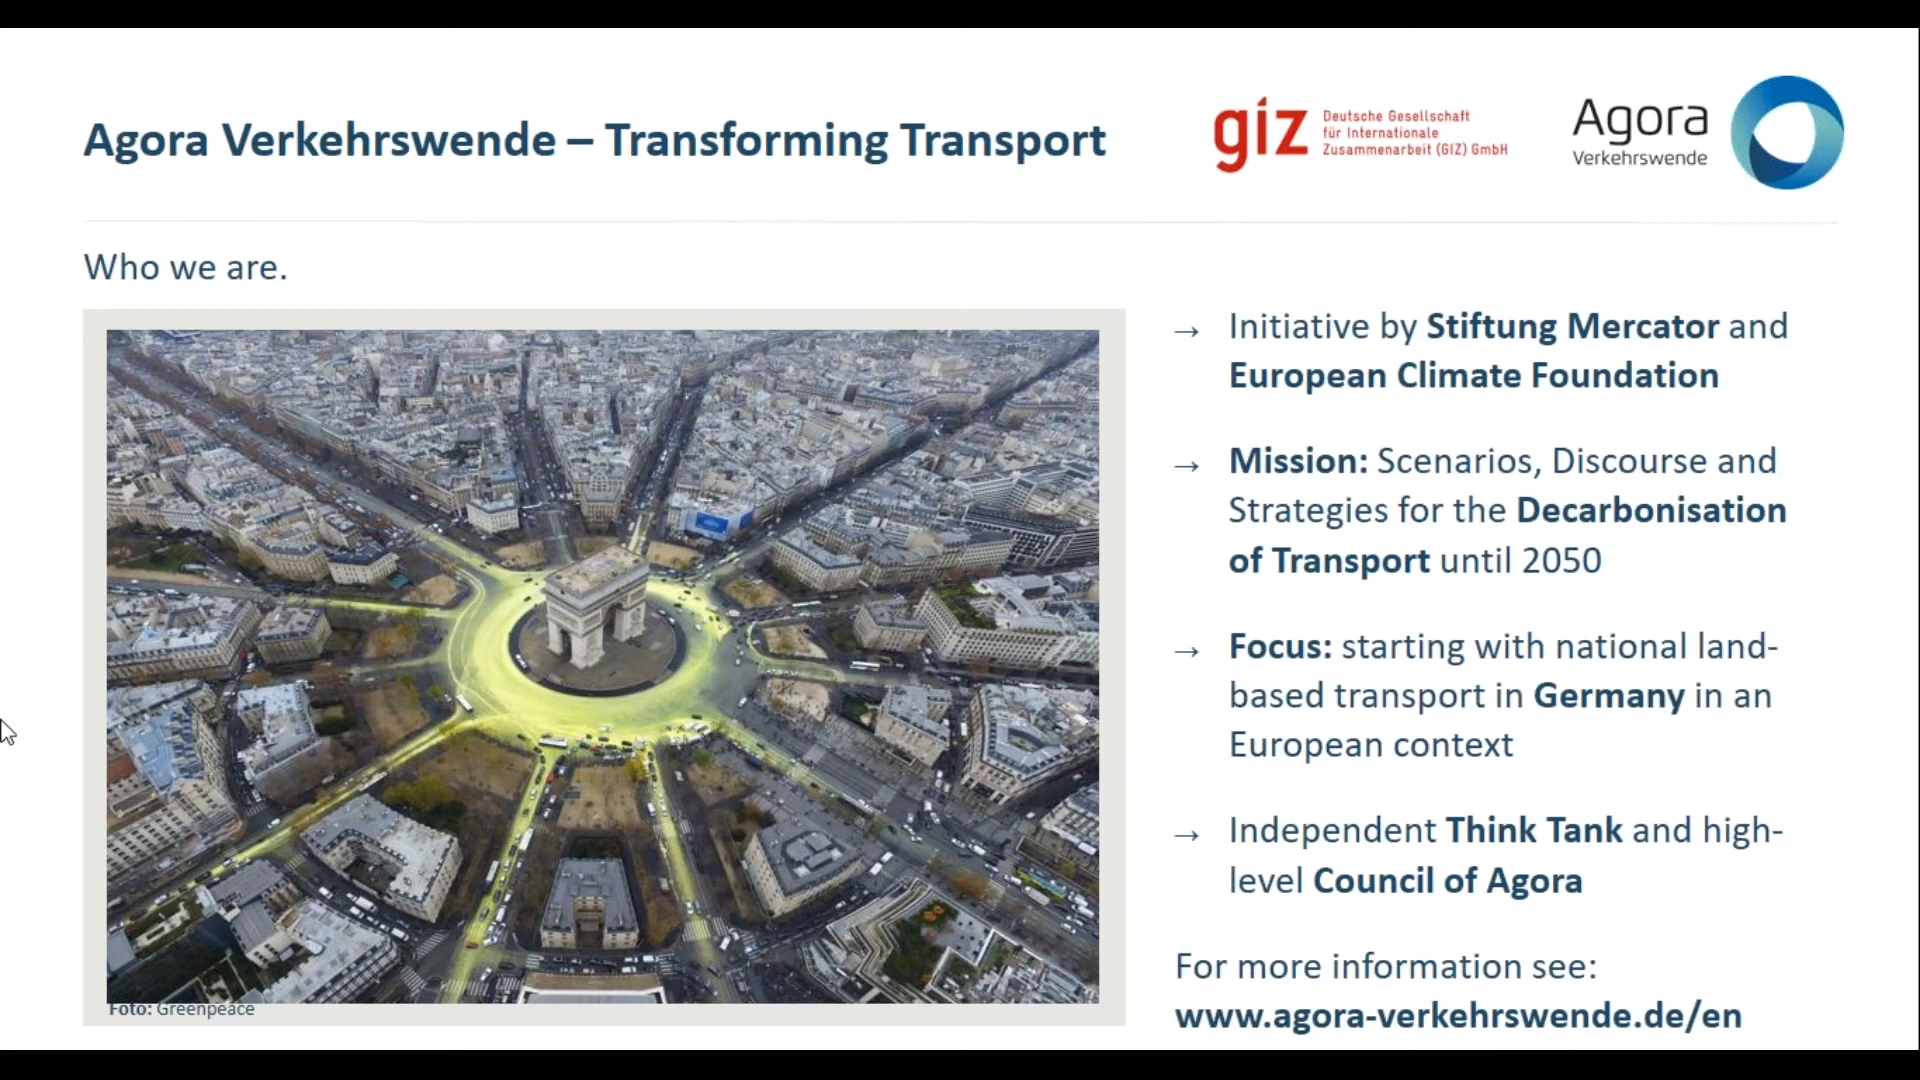 Agora Verkehrswende – Transforming Transport
giz
Deutsche Gesellschaft
für Internationale
Zusammenarbeit (GIZ) GmbH
Agora
Verkehrswende
Who we are.
→ Initiative by Stiftung Mercator and
European Climate Foundation
→ Mission: Scenarios, Discourse and
Strategies for the Decarbonisation
of Transport until 2050
→ Focus: starting with national land-
based transport in Germany in an
European context
→ Independent Think Tank and high-
level Council of Agora
For more information see:
www.agora-verkehrswende.de/en
Foto: Greenpeace